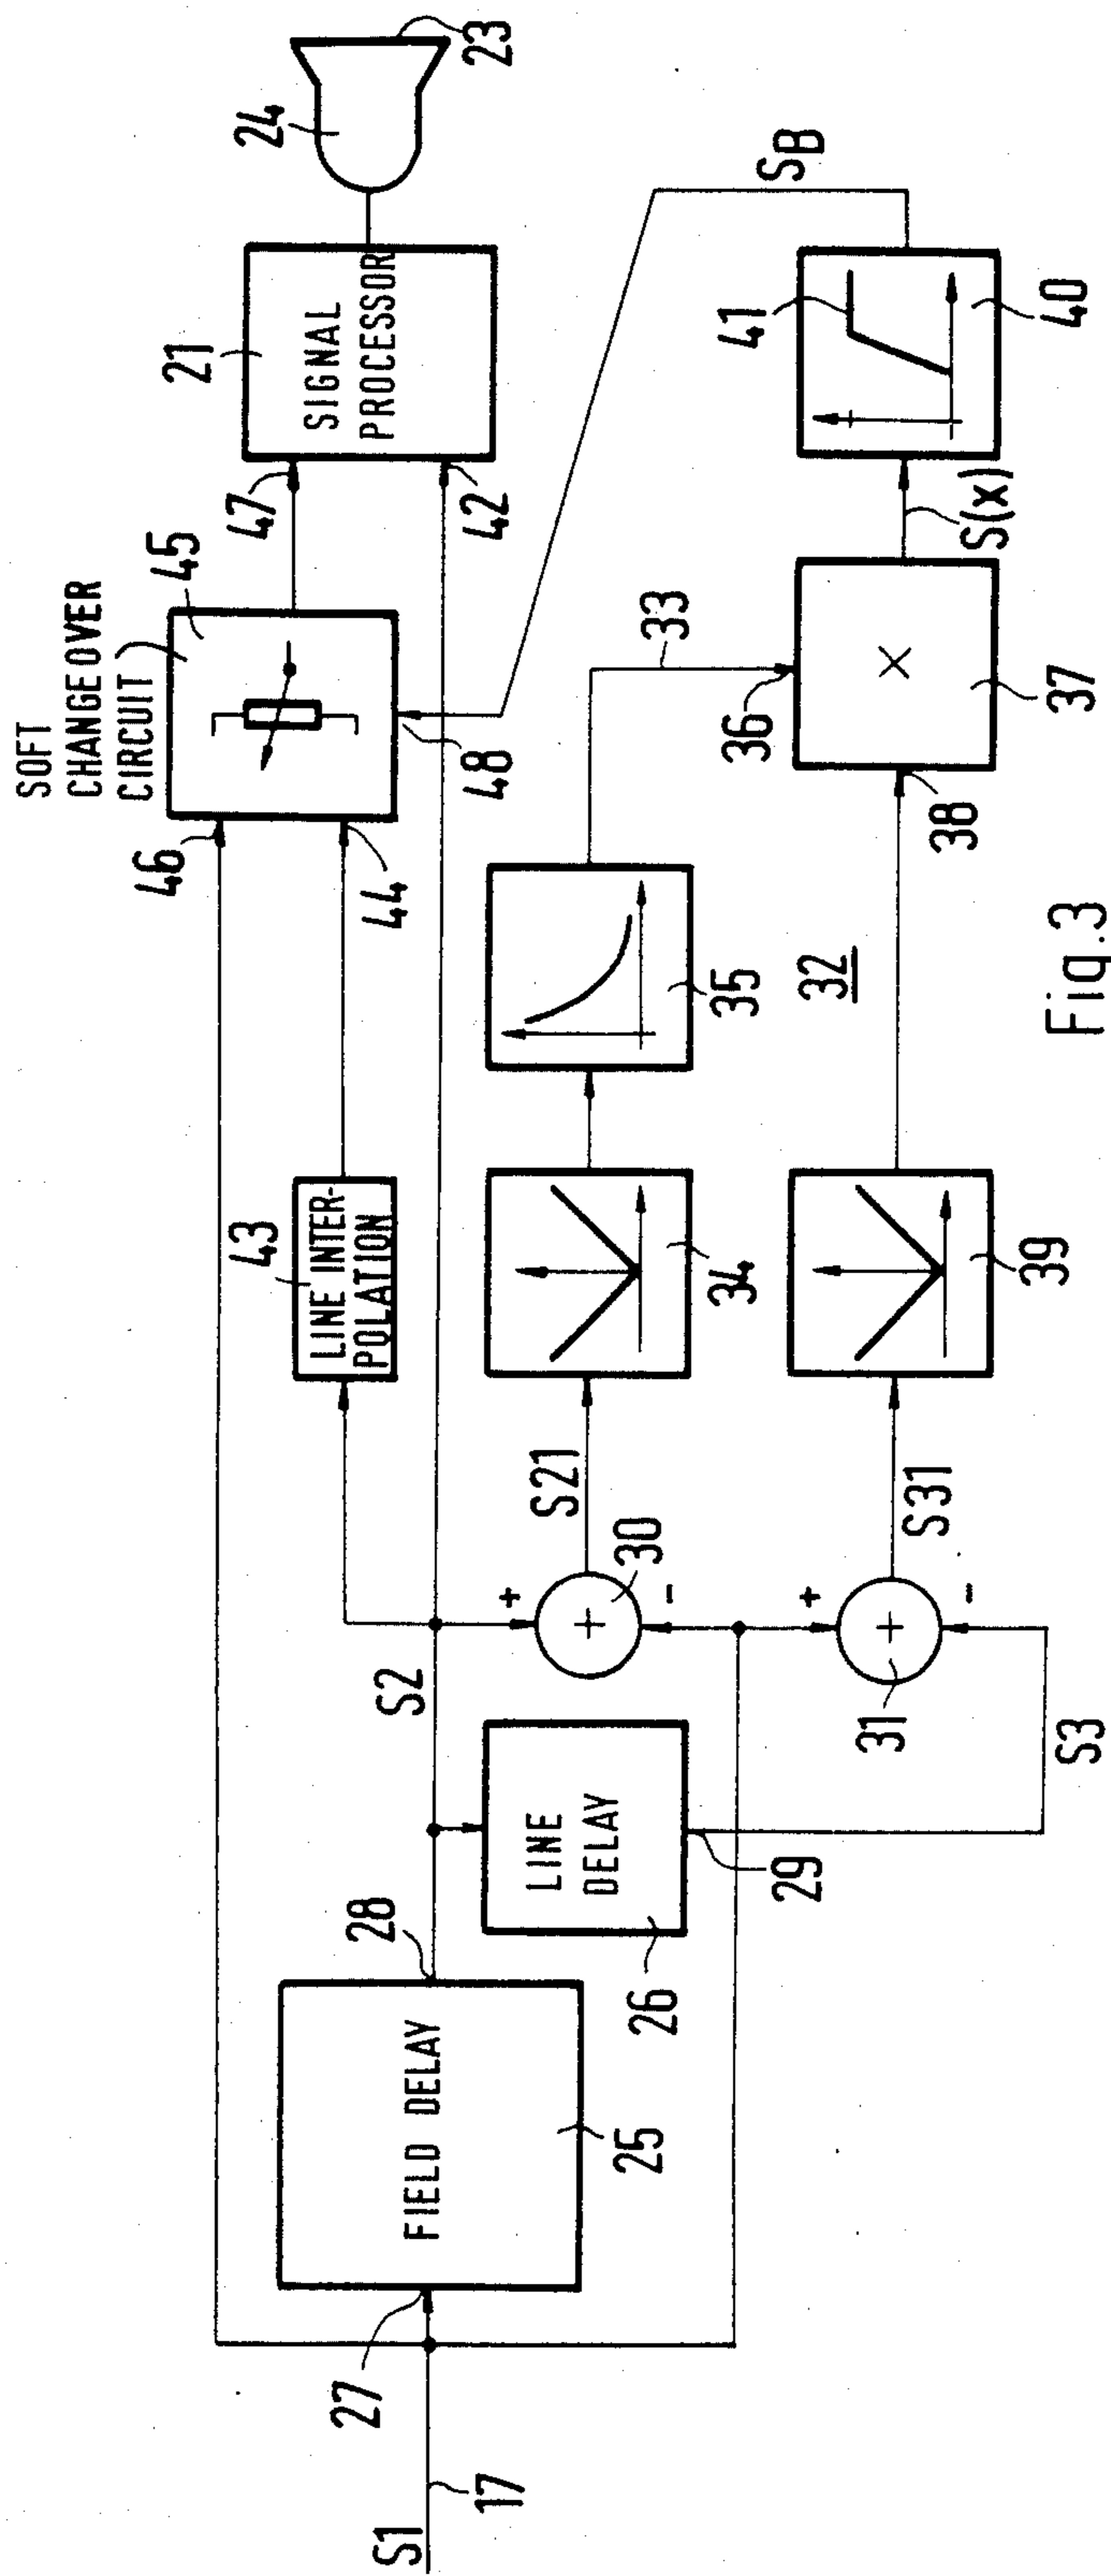 SOFT
CHANGE OVER
CIRCUIT
45
46
44
47
48
21
SIGNAL
PROCESSOR
42
24
23
43
LINE INTER-
POLATION
S1
17
27
FIELD DELAY
25
28
S2
LINE
DELAY
26
29
S3
+
-
+
30
S21
34
35
33
36
+
-
+
31
S31
39
32
38
×
37
S(x)
41
40
SB
Fig.3